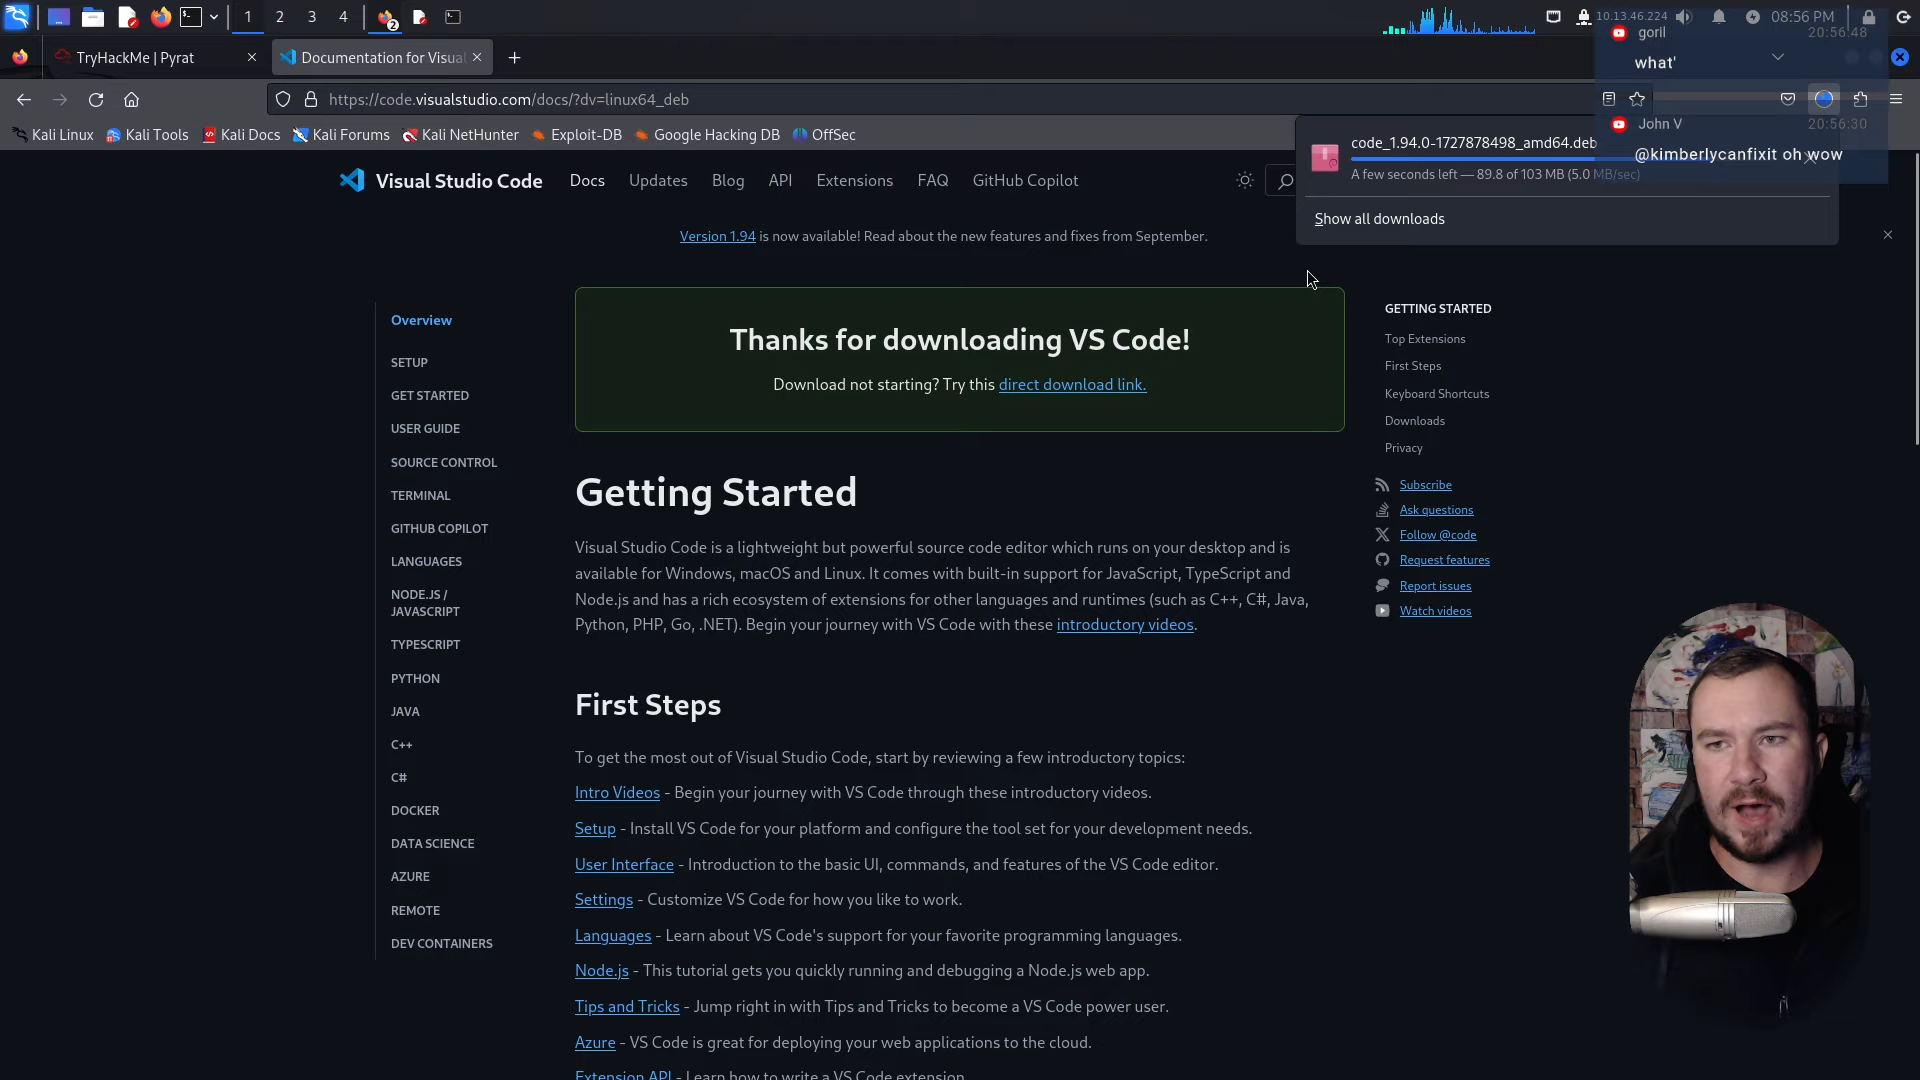 1
2
3
4
2
10.13.46.224
08:56 PM
goril
20:56:48
what'
TryHackMe | Pyrat
Documentation for Visual
https://code.visualstudio.com/docs/?dv=linux64_deb
John V
20:56:30
@kimberlycanfixit oh wow
Kali Linux
Kali Tools
Kali Docs
Kali Forums
Kali NetHunter
Exploit-DB
Google Hacking DB
OffSec
code_1.94.0-1727878498_amd64.deb
A few seconds left — 89.8 of 103 MB (5.0 MB/sec)
Show all downloads
Visual Studio Code
Docs
Updates
Blog
API
Extensions
FAQ
GitHub Copilot
Version 1.94 is now available! Read about the new features and fixes from September.
Overview
SETUP
GET STARTED
USER GUIDE
SOURCE CONTROL
TERMINAL
GITHUB COPILOT
LANGUAGES
NODE.JS /
JAVASCRIPT
TYPESCRIPT
PYTHON
JAVA
C++
C#
DOCKER
DATA SCIENCE
AZURE
REMOTE
DEV CONTAINERS
Thanks for downloading VS Code!
Download not starting? Try this direct download link.
Getting Started
Visual Studio Code is a lightweight but powerful source code editor which runs on your desktop and is
available for Windows, macOS and Linux. It comes with built-in support for JavaScript, TypeScript and
Node.js and has a rich ecosystem of extensions for other languages and runtimes (such as C++, C#, Java,
Python, PHP, Go, .NET). Begin your journey with VS Code with these introductory videos.
First Steps
To get the most out of Visual Studio Code, start by reviewing a few introductory topics:
Intro Videos - Begin your journey with VS Code through these introductory videos.
Setup - Install VS Code for your platform and configure the tool set for your development needs.
User Interface - Introduction to the basic UI, commands, and features of the VS Code editor.
Settings - Customize VS Code for how you like to work.
Languages - Learn about VS Code's support for your favorite programming languages.
Node.js - This tutorial gets you quickly running and debugging a Node.js web app.
Tips and Tricks - Jump right in with Tips and Tricks to become a VS Code power user.
Azure - VS Code is great for deploying your web applications to the cloud.
Extension API - Learn how to write a VS Code extension.
GETTING STARTED
Top Extensions
First Steps
Keyboard Shortcuts
Downloads
Privacy
Subscribe
Ask questions
Follow @code
Request features
Report issues
Watch videos